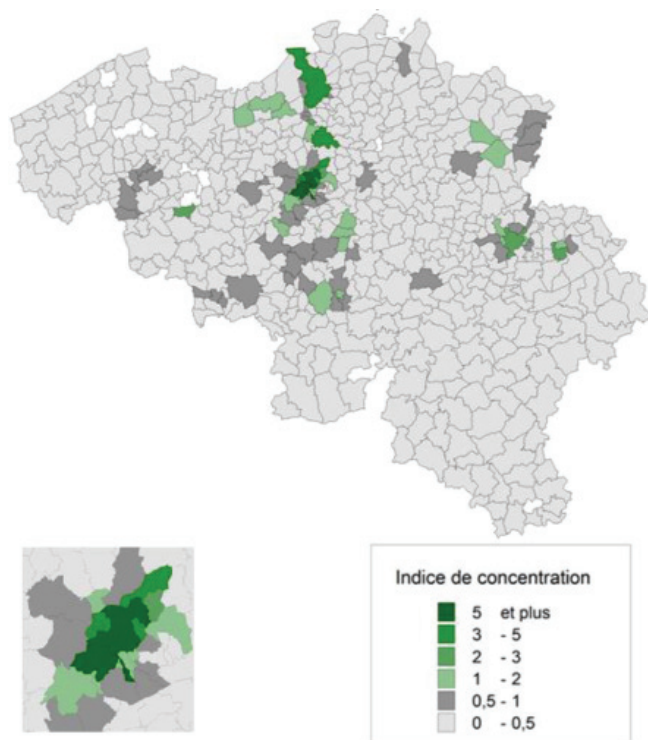 Indice de concentration
5 et plus
3 - 5
2 - 3
1 - 2
0,5 - 1
0 - 0,5